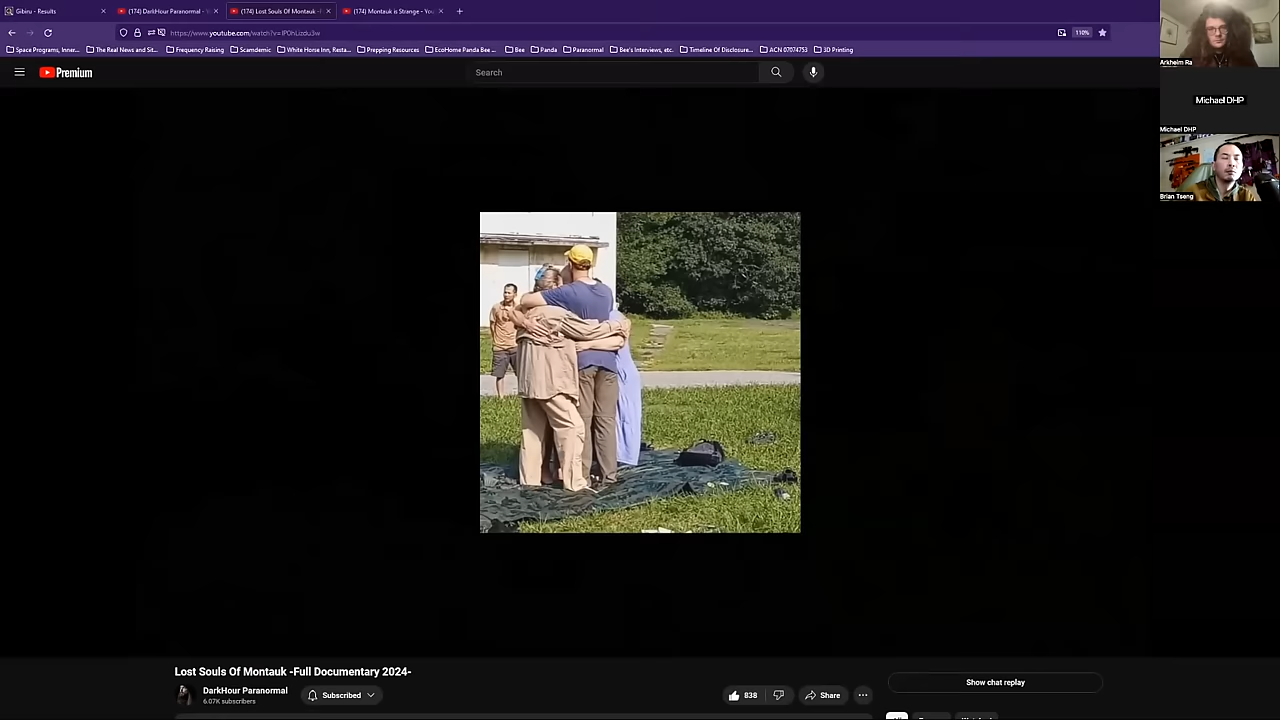 Gibiru - Results
(174) DarkHour Paranormal - Y
(174) Lost Souls Of Montauk -F
(174) Montauk is Strange - You
https://www.youtube.com/watch?v=IP0hLizdu3w
110%
Space Programs, Inner...
The Real News and Sit...
Frequency Raising
Scamdemic
White Horse Inn, Resta...
Prepping Resources
EcoHome Panda Bee ...
Bee
Panda
Paranormal
Bee's Interviews, etc.
Timeline Of Disclosure...
ACN 07074753
3D Printing
Premium
Search
Arkheim Ra
Michael DHP
Michael DHP
Brian Tseng
Lost Souls Of Montauk -Full Documentary 2024-
DarkHour Paranormal
6.07K subscribers
Subscribed
838
Share
Show chat replay